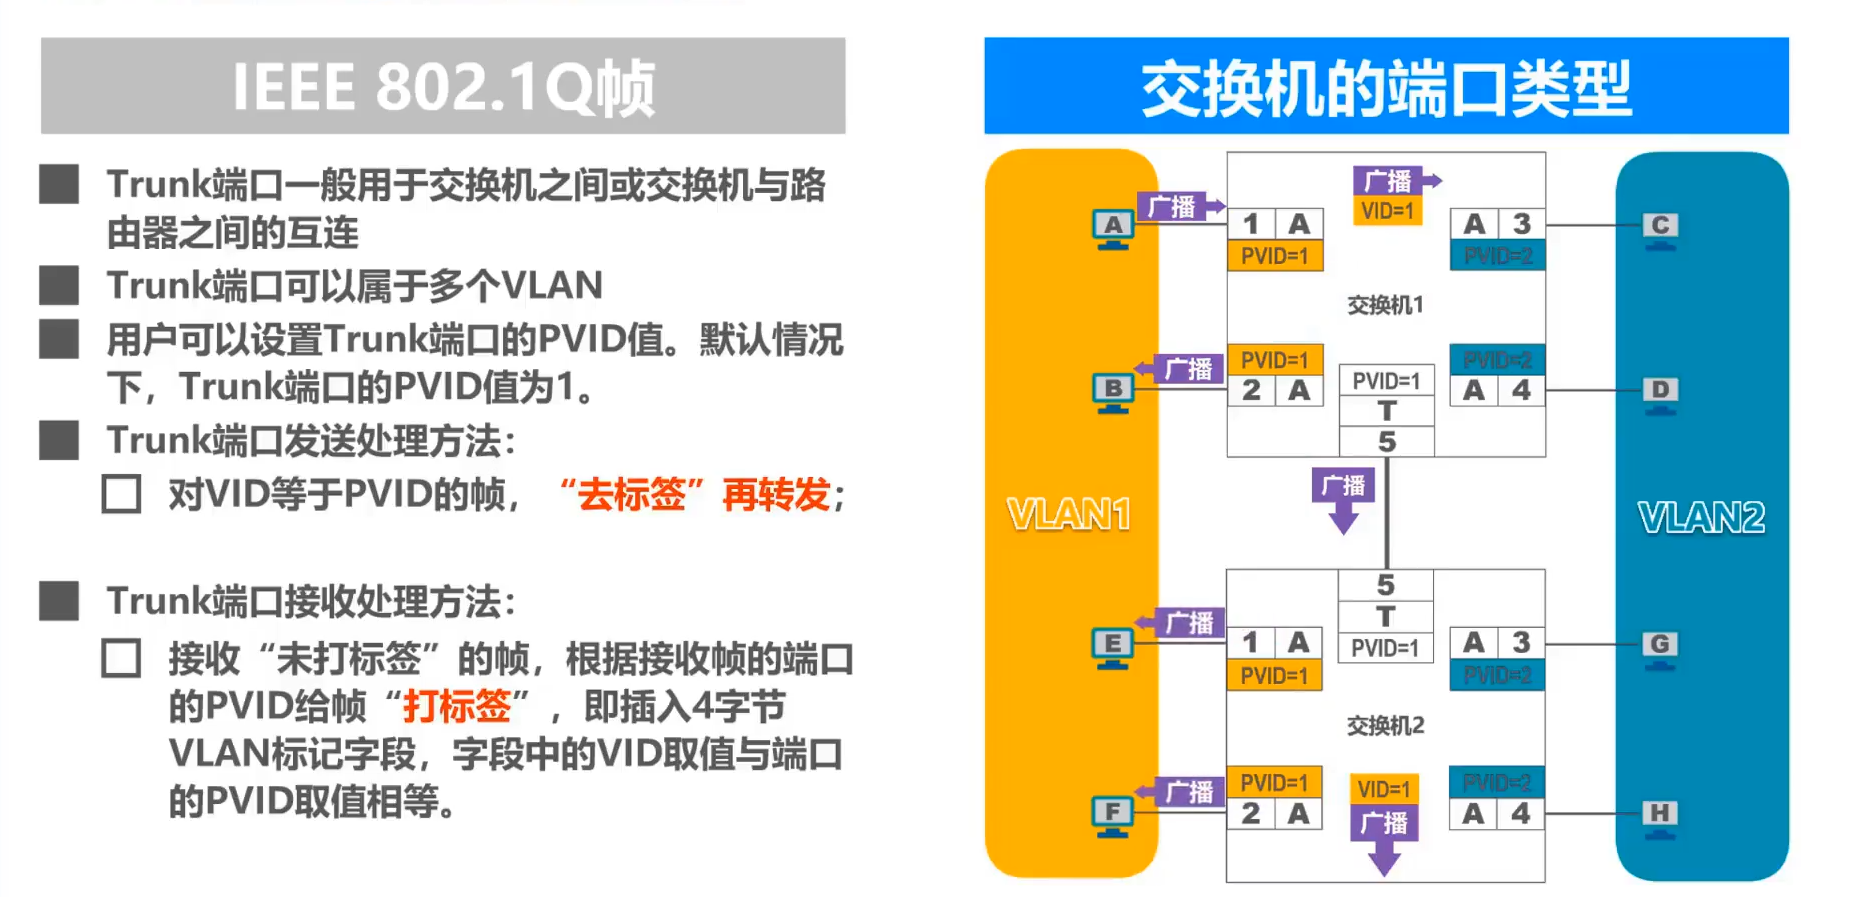 IEEE 802.1Q帧
Trunk端口一般用于交换机之间或交换机与路
由器之间的互连
Trunk端口可以属于多个VLAN
用户可以设置Trunk端口的PVID值。默认情况
下，Trunk端口的PVID值为1。
Trunk端口发送处理方法：
对VID等于PVID的帧，“去标签”再转发；
Trunk端口接收处理方法：
接收“未打标签”的帧，根据接收帧的端口
的PVID给帧“打标签”，即插入4字节
VLAN标记字段，字段中的VID取值与端口
的PVID取值相等。
交换机的端口类型
广播
VID=1
广播
A
1 A
A 3
C
PVID=1
PVID=2
交换机1
PVID=1
PVID=2
广播
B
2 A
PVID=1
T
5
A 4
D
广播
VLAN1
VLAN2
5
T
PVID=1
广播
E
1 A
A 3
G
PVID=1
PVID=2
交换机2
PVID=1
VID=1
PVID=2
广播
F
2 A
广播
A 4
H